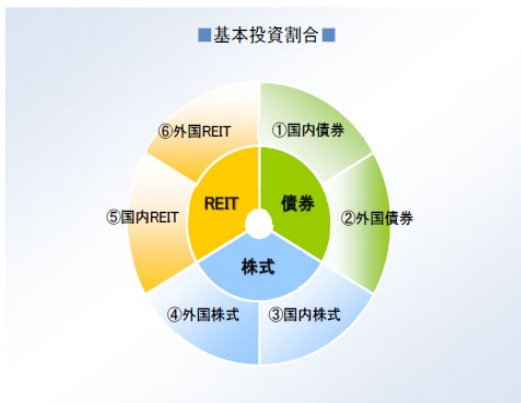 ■基本投資割合■
⑥外国REIT
①国内債券
REIT
債券
⑤国内REIT
②外国債券
株式
④外国株式
③国内株式